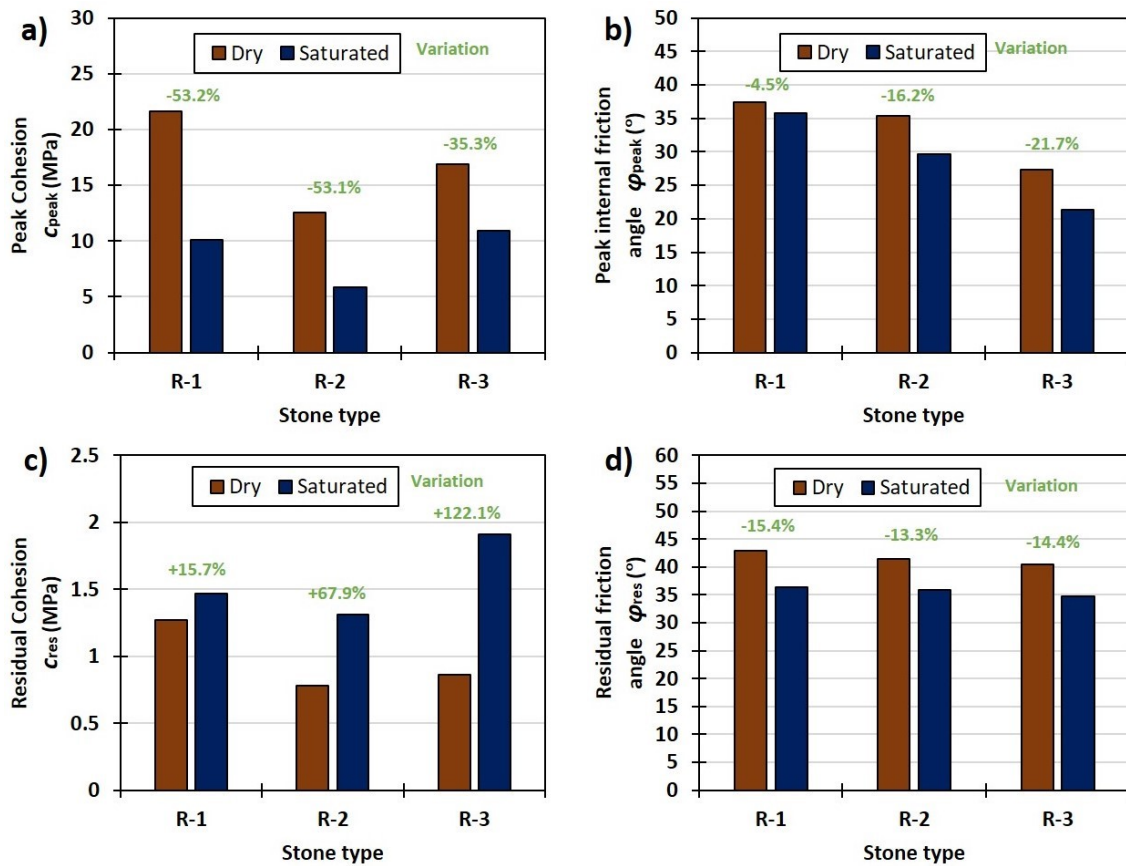 a)
Dry Saturated Variation
30
25
20
15
10
5
0
Peak Cohesion
cpeak (MPa)
-53.2%
-53.1%
-35.3%
R-1 R-2 R-3
Stone type
b)
Dry Saturated Variation
50
45
40
35
30
25
20
15
10
5
0
Peak internal friction
angle φpeak (°)
-4.5%
-16.2%
-21.7%
R-1 R-2 R-3
Stone type
c)
Dry Saturated Variation
2.5
2
1.5
1
0.5
0
Residual Cohesion
cres (MPa)
+15.7%
+67.9%
+122.1%
R-1 R-2 R-3
Stone type
d)
Dry Saturated Variation
60
55
50
45
40
35
30
25
20
15
10
5
0
Residual friction
angle φres (°)
-15.4%
-13.3%
-14.4%
R-1 R-2 R-3
Stone type